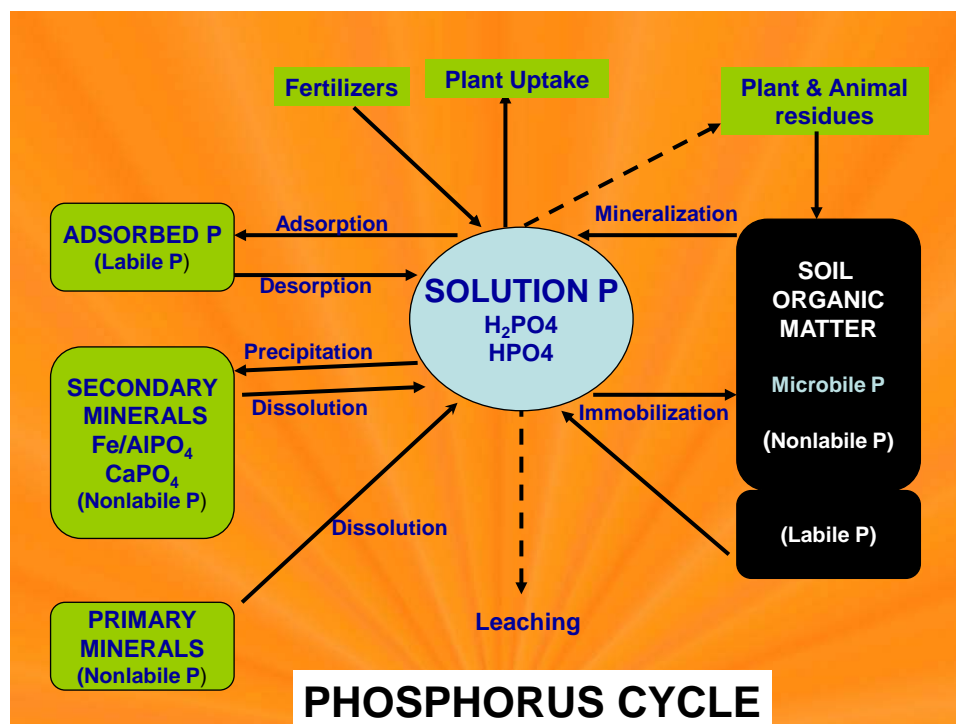 Fertilizers
Plant Uptake
Plant & Animal
residues
Adsorption
Mineralization
ADSORBED P
(Labile P)
Desorption
SOLUTION P
H₂PO4
HPO4
SOIL
ORGANIC
MATTER
Microbile P
(Nonlabile P)
(Labile P)
Precipitation
SECONDARY
MINERALS
Fe/AlPO₄
CaPO₄
(Nonlabile P)
Dissolution
Immobilization
Dissolution
Leaching
PRIMARY
MINERALS
(Nonlabile P)
PHOSPHORUS CYCLE